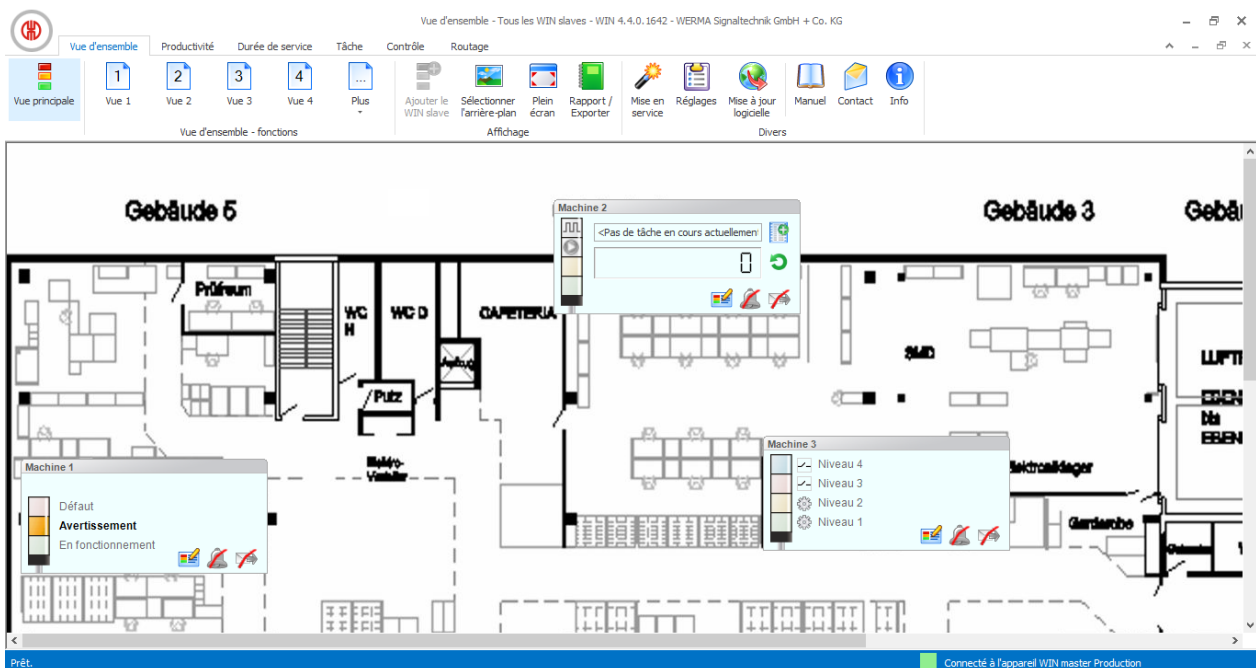 Vue d'ensemble - Tous les WIN slaves - WIN 4.4.0.1642 - WERMA Signaltechnik GmbH + Co. KG
Vue d'ensemble Productivité Durée de service Tâche Contrôle Routage
Vue principale
1 Vue 1
2 Vue 2
3 Vue 3
4 Vue 4
... Plus
Ajouter le WIN slave
Sélectionner l'arrière-plan
Plein écran
Rapport / Exporter
Mise en service
Réglages
Mise à jour logicielle
Manuel
Contact
Info
Vue d'ensemble - fonctions Affichage Divers
Gebäude 5
Gebäude 3
Machine 2
<Pas de tâche en cours actuellemen
0
Prüfraum
WC H
WC D
CAFETERIA
Aufzug
SMD
Putz
Elektro-
Verteiler
Machine 3
Niveau 4
Niveau 3
Niveau 2
Niveau 1
Garderobe
Machine 1
Défaut
Avertissement
En fonctionnement
Prêt.
Connecté à l'appareil WIN master Production